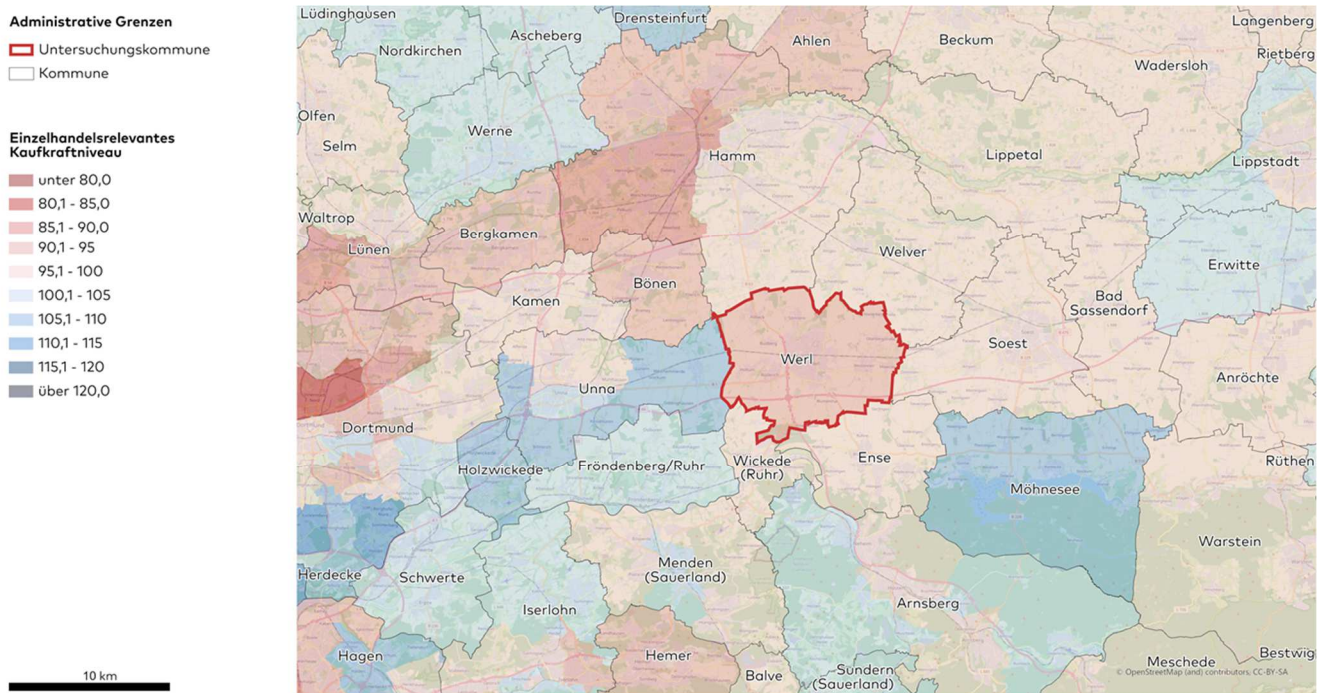 Administrative Grenzen
Untersuchungskommune
Kommune
Einzelhandelsrelevantes
Kaufkraftniveau
unter 80,0
80,1 - 85,0
85,1 - 90,0
90,1 - 95
95,1 - 100
100,1 - 105
105,1 - 110
110,1 - 115
115,1 - 120
über 120,0
10 km
Lüdinghausen
Drensteinfurt
Langenberg
Nordkirchen
Ascheberg
Ahlen
Beckum
Rietberg
Wadersloh
Olfen
Werne
Selm
Hamm
Lippetal
Lippstadt
Waltrop
Lünen
Bergkamen
Welver
Erwitte
Bönen
Kamen
Bad
Sassendorf
Werl
Soest
Unna
Anröchte
Dortmund
Holzwickede
Fröndenberg/Ruhr
Wickede
(Ruhr)
Ense
Rüthen
Möhnesee
Warstein
Herdecke
Schwerte
Menden
(Sauerland)
Iserlohn
Arnsberg
Hagen
Hemer
Balve
Sundern
(Sauerland)
Meschede
Bestwig
© OpenStreetMap (and) contributors, CC-BY-SA